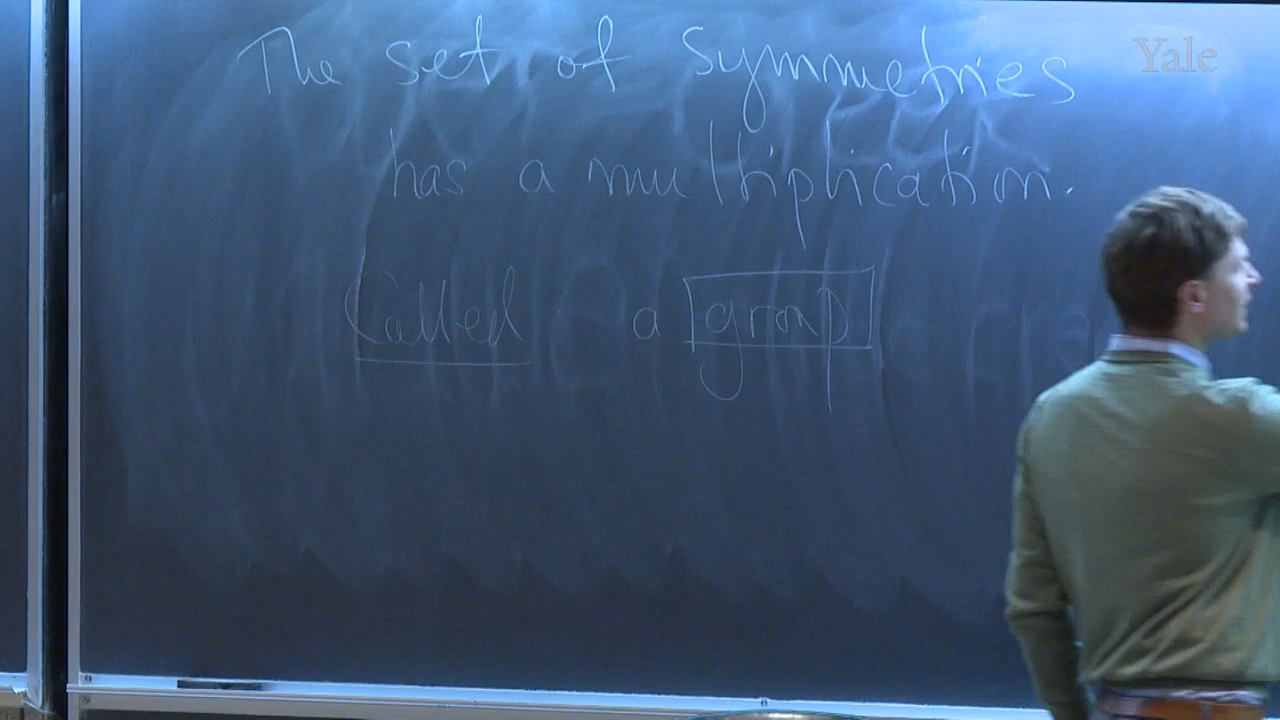 The set of symmetries
Yale
has a multiplication.
Called a group